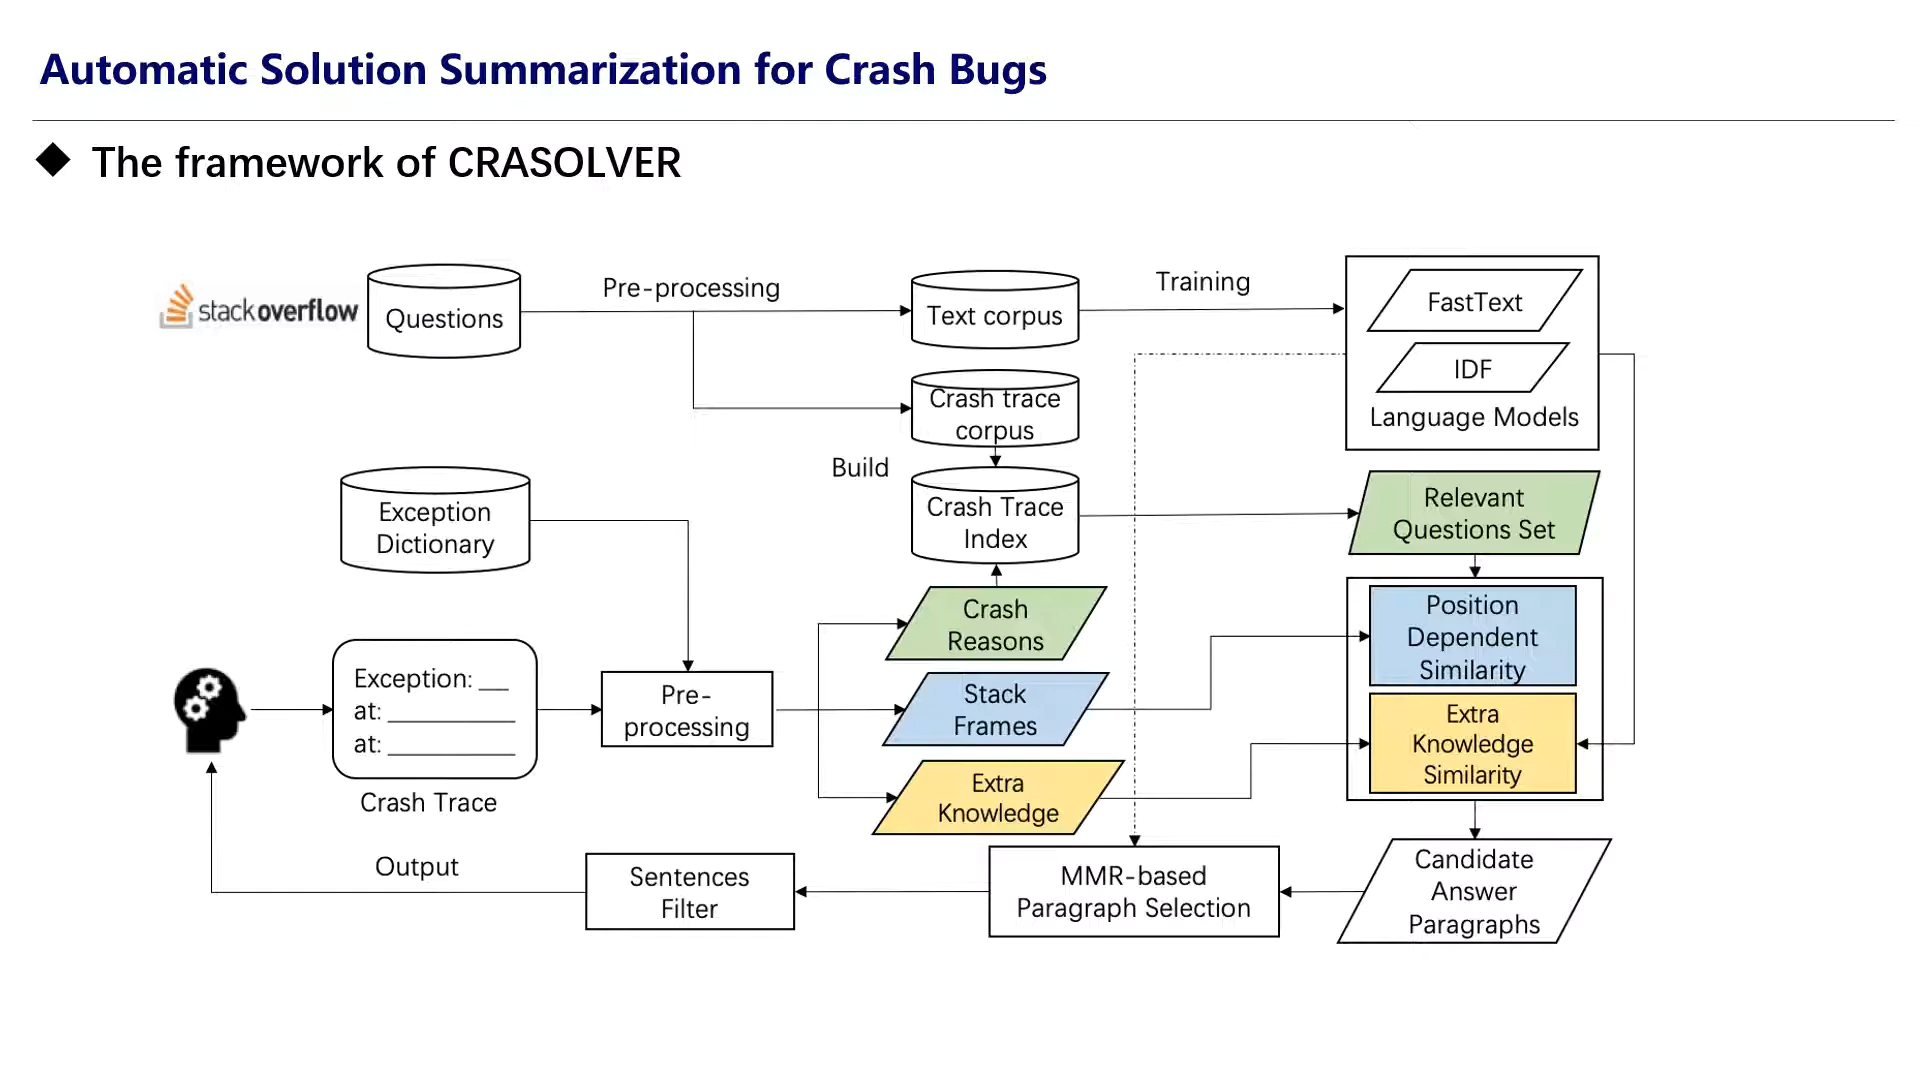 Automatic Solution Summarization for Crash Bugs
The framework of CRASOLVER
stackoverflow
Questions
Pre-processing
Text corpus
Training
FastText
IDF
Language Models
Crash trace
corpus
Build
Exception
Dictionary
Crash Trace
Index
Relevant
Questions Set
Crash
Reasons
Position
Dependent
Similarity
Exception: __
at: ________
at: ________
Crash Trace
Pre-
processing
Stack
Frames
Extra
Knowledge
Similarity
Extra
Knowledge
Output
Sentences
Filter
MMR-based
Paragraph Selection
Candidate
Answer
Paragraphs